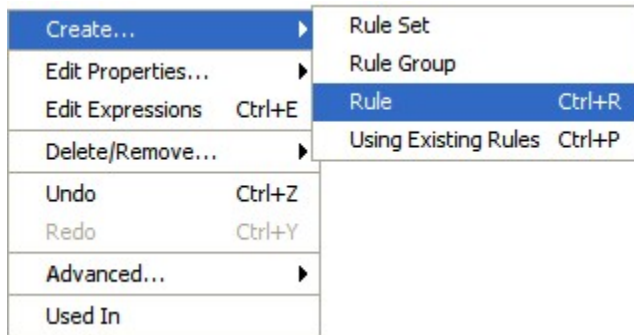 Create...
Edit Properties...
Edit Expressions Ctrl+E
Delete/Remove...
Undo Ctrl+Z
Redo Ctrl+Y
Advanced...
Used In
Rule Set
Rule Group
Rule Ctrl+R
Using Existing Rules Ctrl+P